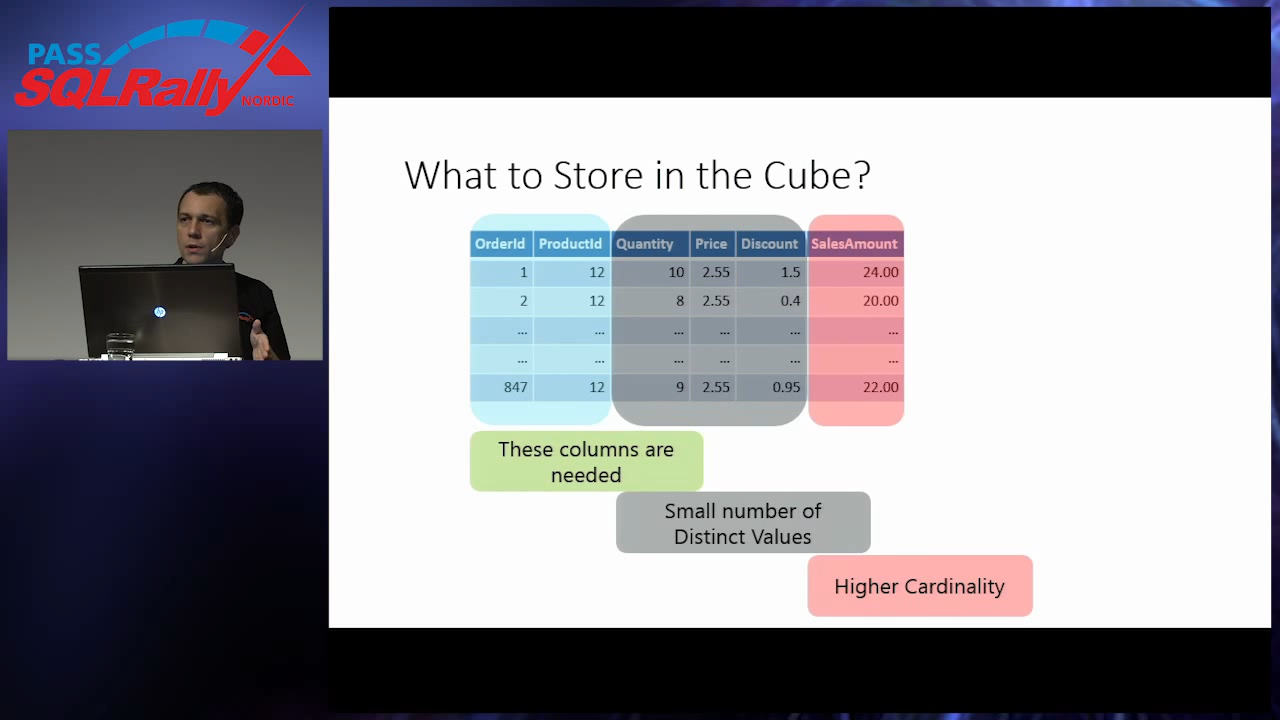 PASS
SQLRally
NORDIC
What to Store in the Cube?
OrderId ProductId Quantity Price Discount SalesAmount
1 12 10 2.55 1.5 24.00
2 12 8 2.55 0.4 20.00
... ... ... ... ... ...
... ... ... ... ... ...
847 12 9 2.55 0.95 22.00
These columns are
needed
Small number of
Distinct Values
Higher Cardinality
hp